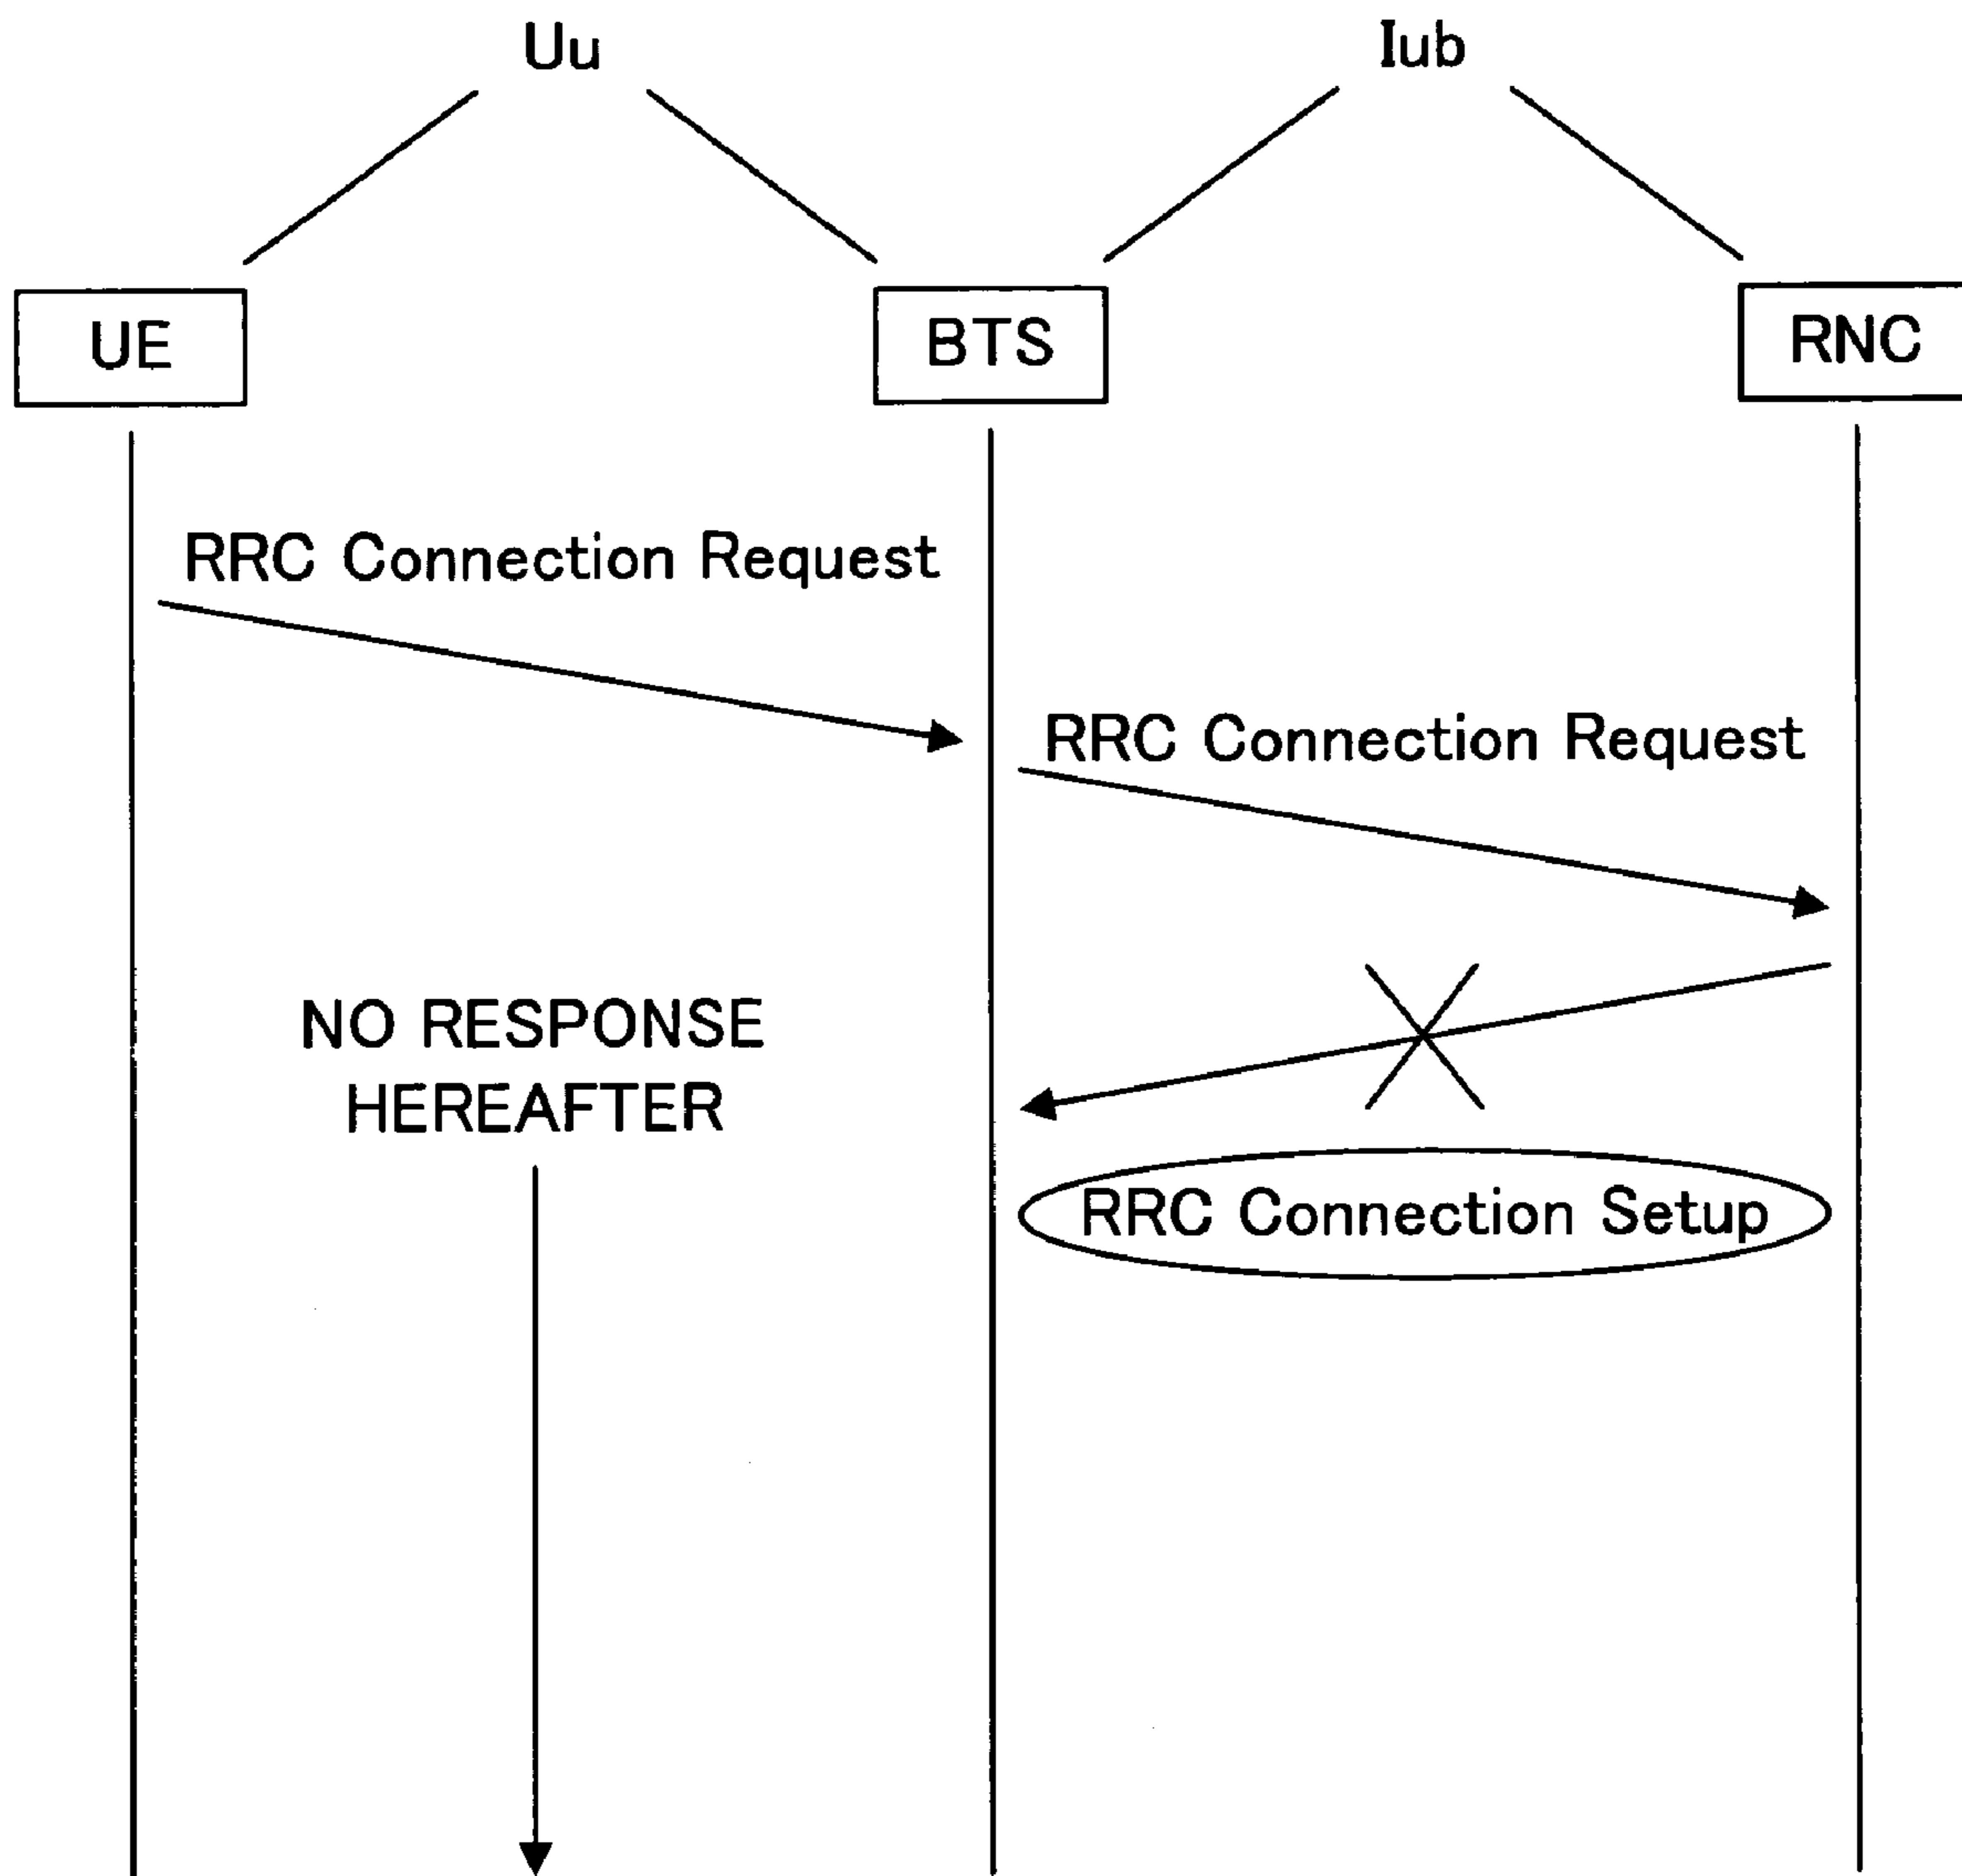 Uu
Iub
UE
BTS
RNC
RRC Connection Request
RRC Connection Request
NO RESPONSE
HEREAFTER
RRC Connection Setup